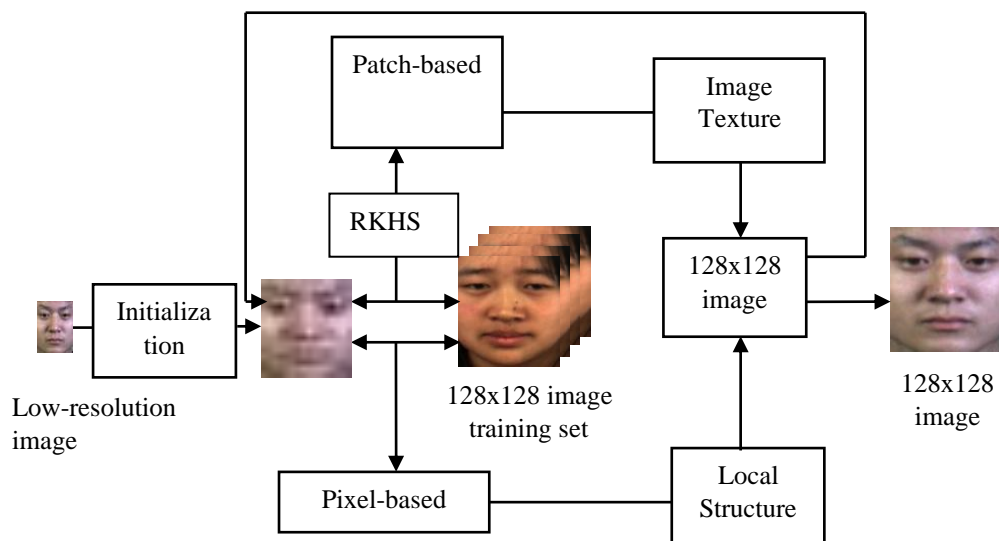 Patch-based
Image
Texture
RKHS
128x128
image
Initializa
tion
Low-resolution
image
128x128 image
training set
128x128
image
Pixel-based
Local
Structure